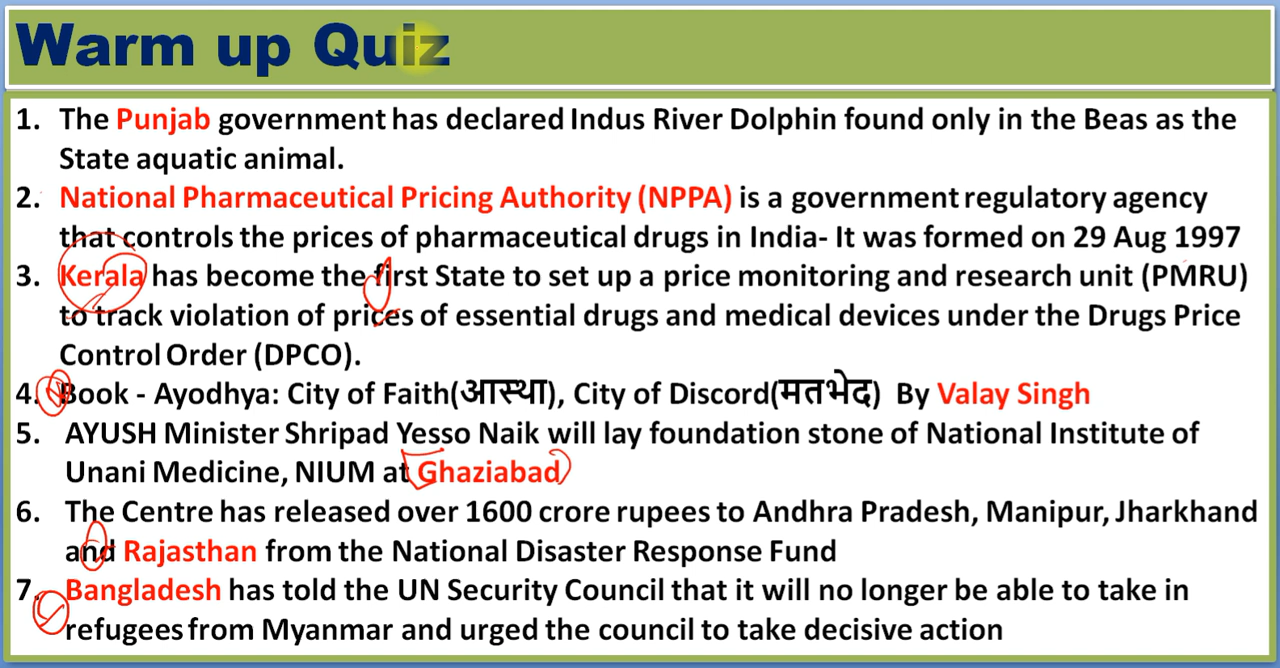 Warm up Quiz
1. The Punjab government has declared Indus River Dolphin found only in the Beas as the
State aquatic animal.
2. National Pharmaceutical Pricing Authority (NPPA) is a government regulatory agency
that controls the prices of pharmaceutical drugs in India- It was formed on 29 Aug 1997
3. Kerala has become the first State to set up a price monitoring and research unit (PMRU)
to track violation of prices of essential drugs and medical devices under the Drugs Price
Control Order (DPCO).
4. Book - Ayodhya: City of Faith(आस्था), City of Discord(मतभेद) By Valay Singh
5. AYUSH Minister Shripad Yesso Naik will lay foundation stone of National Institute of
Unani Medicine, NIUM at Ghaziabad
6. The Centre has released over 1600 crore rupees to Andhra Pradesh, Manipur, Jharkhand
and Rajasthan from the National Disaster Response Fund
7. Bangladesh has told the UN Security Council that it will no longer be able to take in
refugees from Myanmar and urged the council to take decisive action